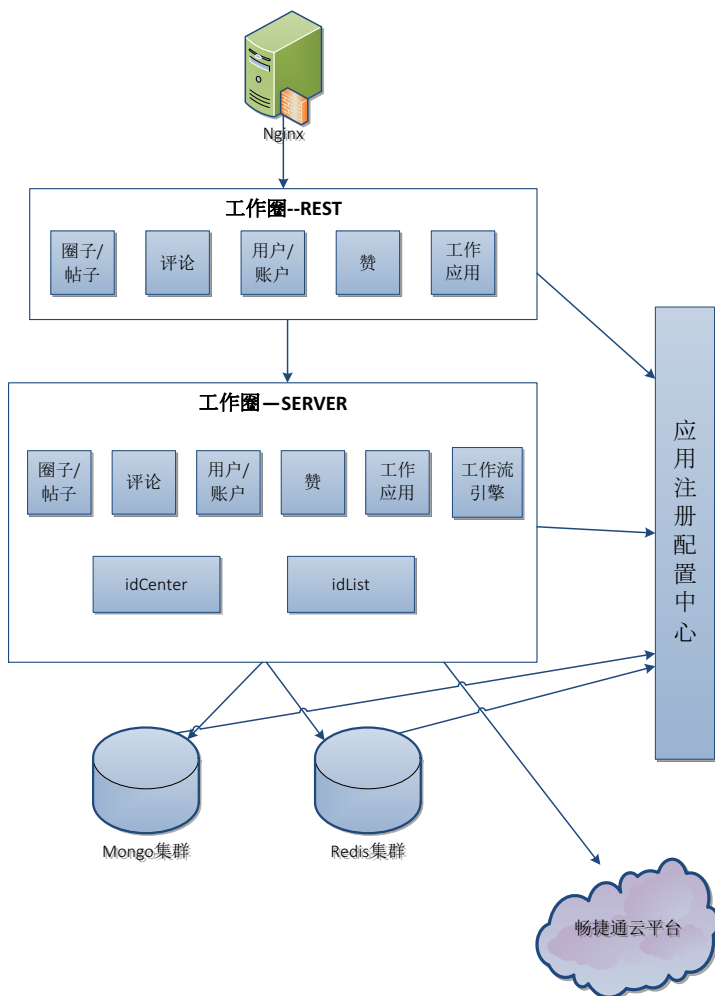 Nginx
工作圈--REST
圈子/
帖子
评论
用户/
账户
赞
工作
应用
工作圈—SERVER
圈子/
帖子
评论
用户/
账户
赞
工作
应用
工作流
引擎
idCenter
idList
应
用
注
册
配
置
中
心
Mongo集群
Redis集群
畅捷通云平台